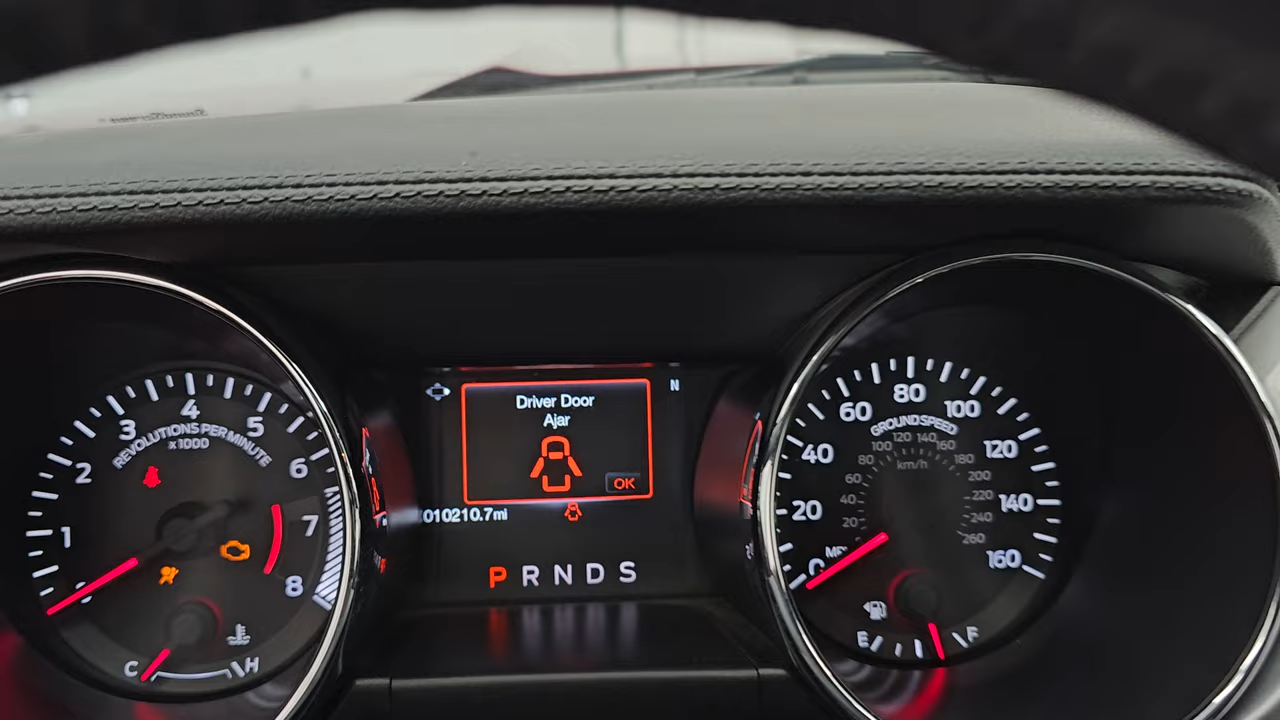 Driver Door
Ajar
OK
N
010210.7mi
P R N D S
1
2
3
4
5
6
7
8
REVOLUTIONS PER MINUTE
x1000
C
H
0
20
40
60
80
100
120
140
160
GROUND SPEED
20
40
60
80
100
120
140
160
180
200
220
240
260
km/h
E
F